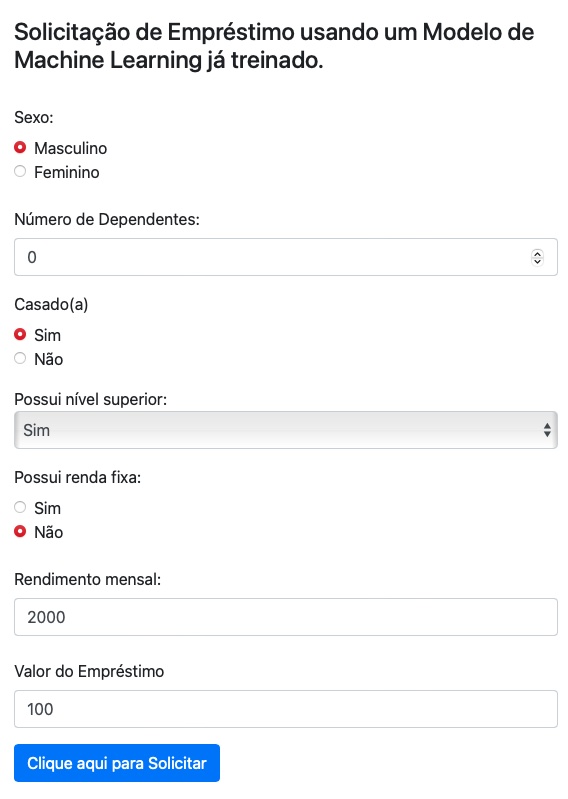 Solicitação de Empréstimo usando um Modelo de
Machine Learning já treinado.
Sexo:
Masculino
Feminino
Número de Dependentes:
0
Casado(a)
Sim
Não
Possui nível superior:
Sim
Possui renda fixa:
Sim
Não
Rendimento mensal:
2000
Valor do Empréstimo
100
Clique aqui para Solicitar